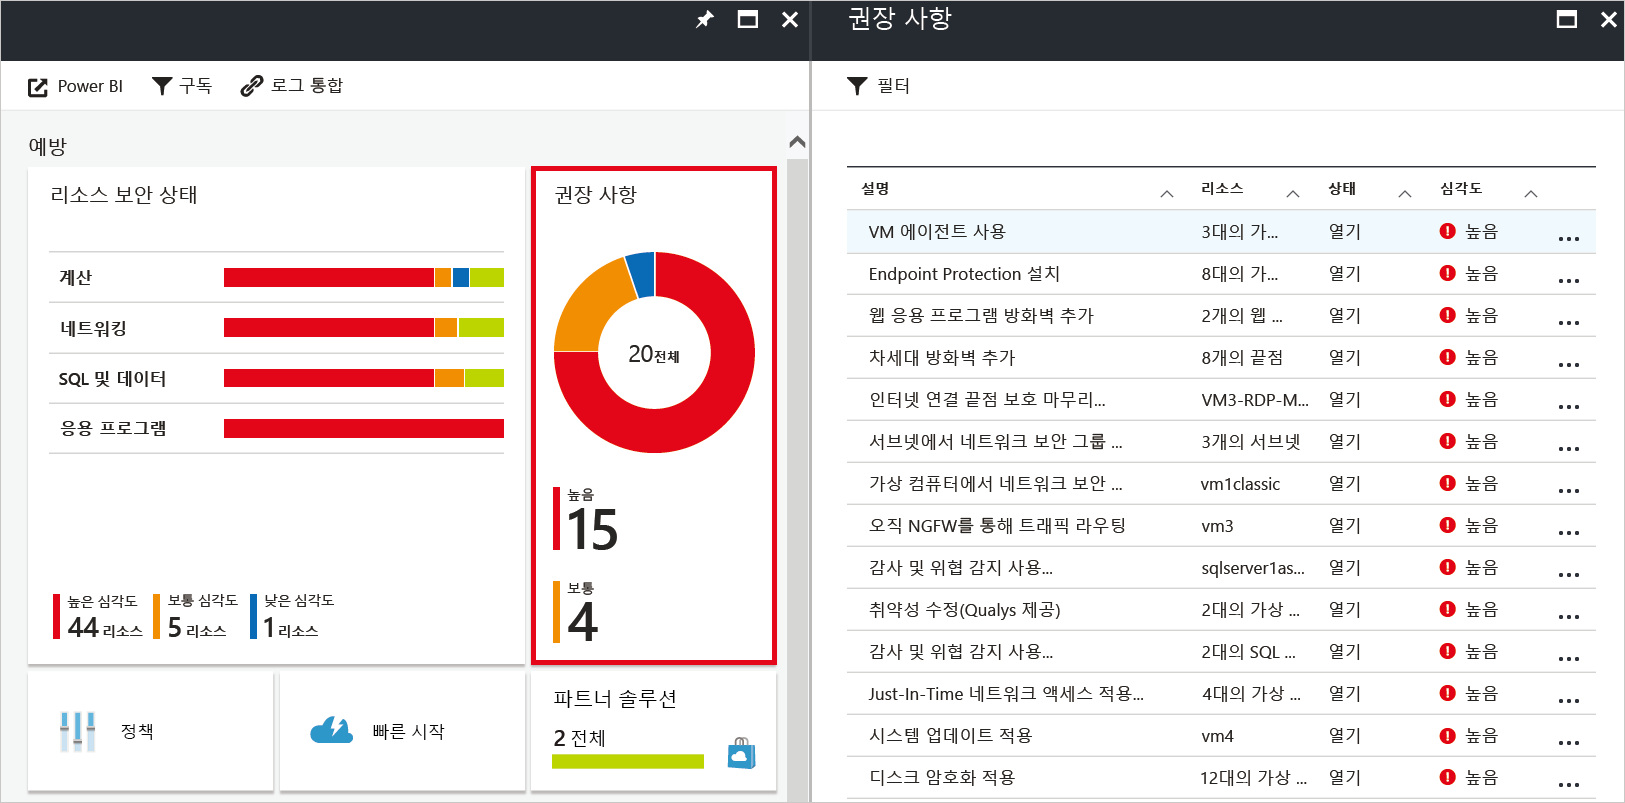 권장 사항
Power BI
구독
로그 통합
필터
예방
리소스 보안 상태
계산
네트워킹
SQL 및 데이터
응용 프로그램
높은 심각도
44 리소스
보통 심각도
5 리소스
낮은 심각도
1 리소스
권장 사항
20전체
높음
15
보통
4
정책
빠른 시작
파트너 솔루션
2 전체
설명 리소스 상태 심각도
VM 에이전트 사용 3대의 가... 열기 높음 ...
Endpoint Protection 설치 8대의 가... 열기 높음 ...
웹 응용 프로그램 방화벽 추가 2개의 웹 ... 열기 높음 ...
차세대 방화벽 추가 8개의 끝점 열기 높음 ...
인터넷 연결 끝점 보호 마무리... VM3-RDP-M... 열기 높음 ...
서브넷에서 네트워크 보안 그룹 ... 3개의 서브넷 열기 높음 ...
가상 컴퓨터에서 네트워크 보안 ... vm1classic 열기 높음 ...
오직 NGFW를 통해 트래픽 라우팅 vm3 열기 높음 ...
감사 및 위협 감지 사용... sqlserver1as... 열기 높음 ...
취약성 수정(Qualys 제공) 2대의 가상 ... 열기 높음 ...
감사 및 위협 감지 사용... 2대의 SQL ... 열기 높음 ...
Just-In-Time 네트워크 액세스 적용... 4대의 가상 ... 열기 높음 ...
시스템 업데이트 적용 vm4 열기 높음 ...
디스크 암호화 적용 12대의 가상 ... 열기 높음 ...